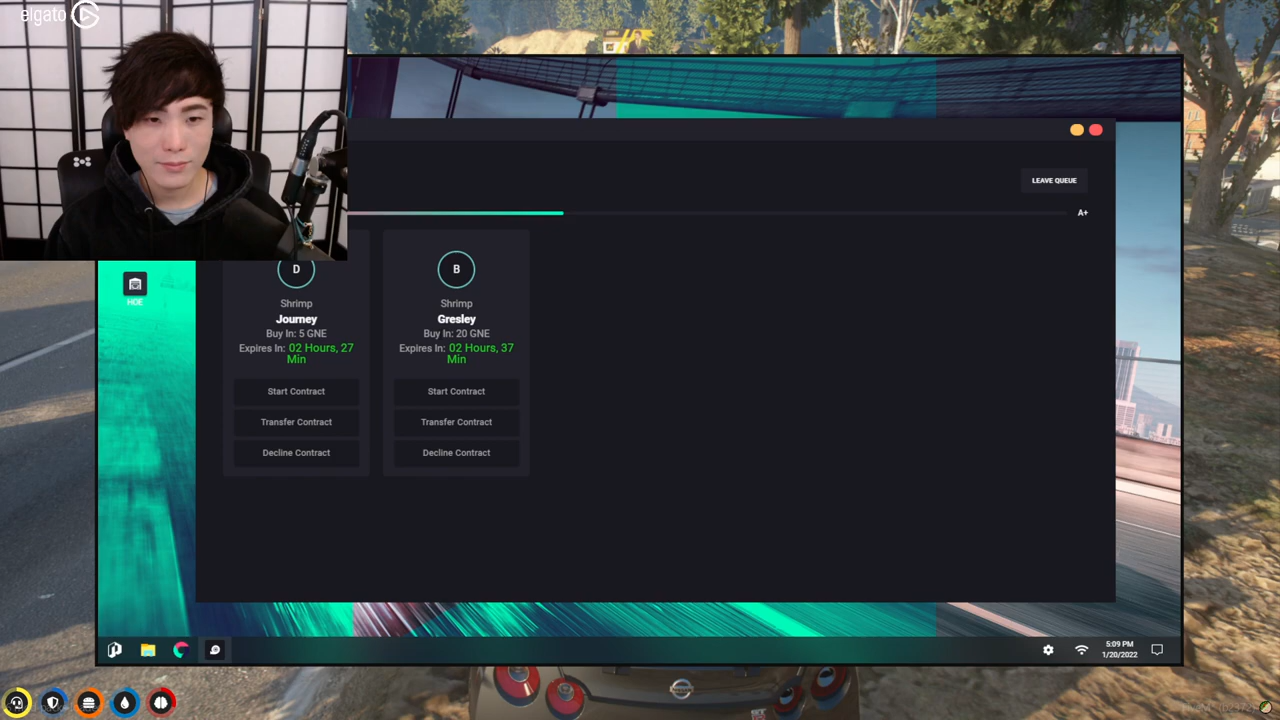 elgato
LEAVE QUEUE
A+
D
Shrimp
Journey
Buy In: 5 GNE
Expires In: 02 Hours, 27
Min
Start Contract
Transfer Contract
Decline Contract
B
Shrimp
Gresley
Buy In: 20 GNE
Expires In: 02 Hours, 37
Min
Start Contract
Transfer Contract
Decline Contract
HOE
5:09 PM
1/20/2022
NISSAN